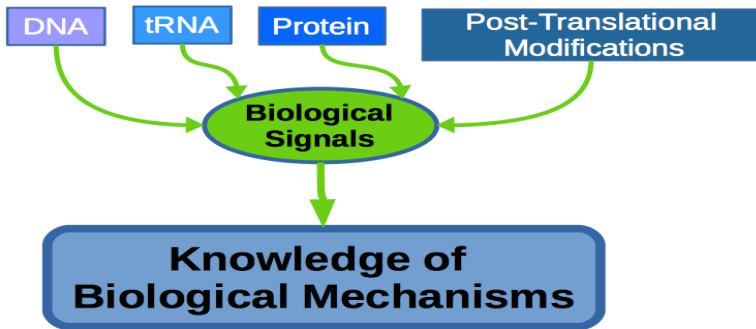 DNA
tRNA
Protein
Post-Translational
Modifications
Biological
Signals
Knowledge of
Biological Mechanisms